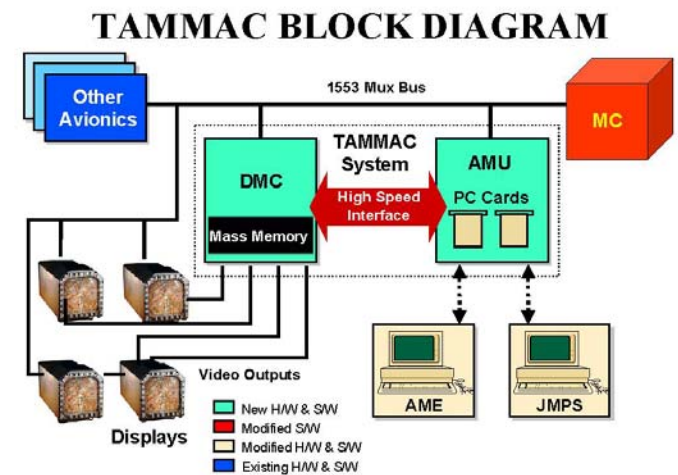 TAMMAC BLOCK DIAGRAM
1553 Mux Bus
Other
Avionics
MC
TAMMAC
System
DMC
AMU
High Speed
Interface
PC Cards
Mass Memory
Video Outputs
AME
JMPS
Displays
New H/W & S/W
Modified S/W
Modified H/W & S/W
Existing H/W & S/W